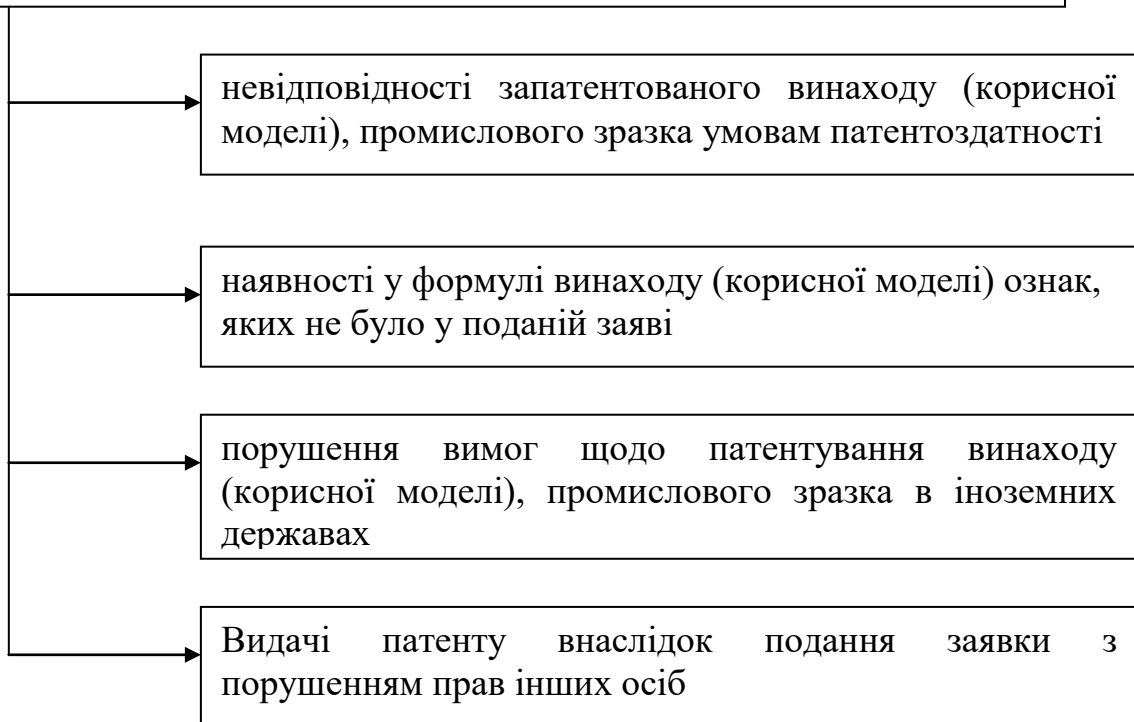 невідповідності запатентованого винаходу (корисної
моделі), промислового зразка умовам патентоздатності
наявності у формулі винаходу (корисної моделі) ознак,
яких не було у поданій заяві
порушення вимог щодо патентування винаходу
(корисної моделі), промислового зразка в іноземних
державах
Видачі патенту внаслідок подання заявки з
порушенням прав інших осіб